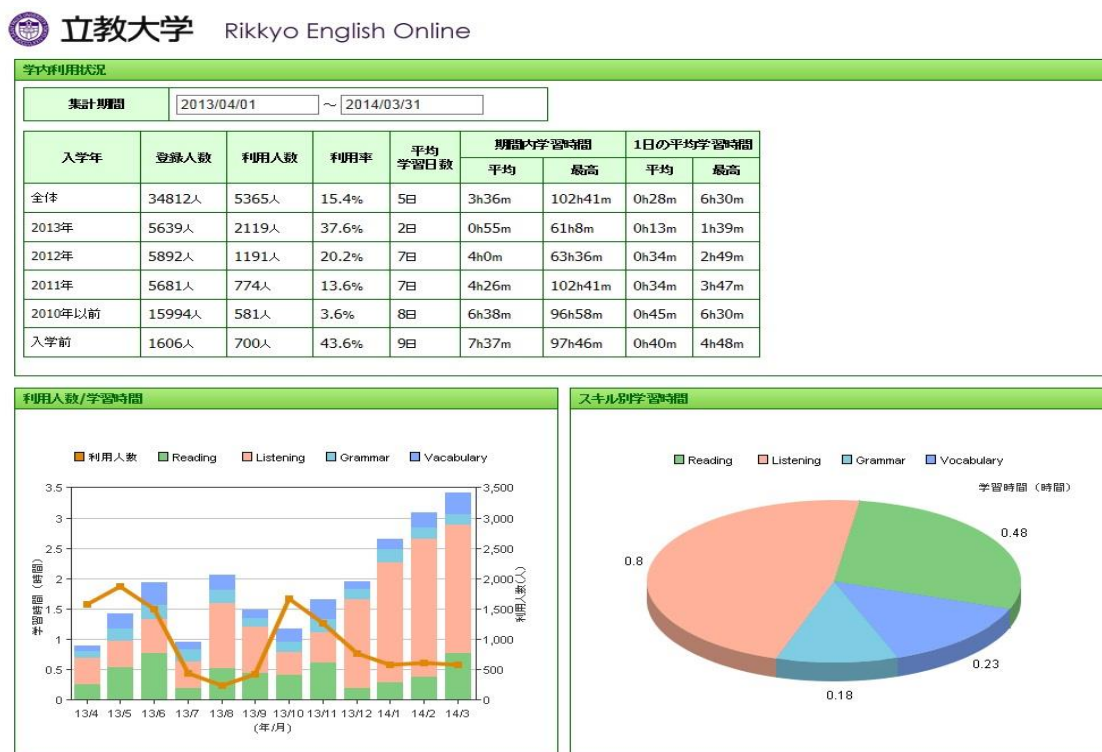 立教大学 Rikkyo English Online
学内利用状況
集計期間 2013/04/01 ～ 2014/03/31
入学年 登録人数 利用人数 利用率 平均学習日数 期間内学習時間 1日の平均学習時間
平均 最高 平均 最高
全体 34812人 5365人 15.4% 5日 3h36m 102h41m 0h28m 6h30m
2013年 5639人 2119人 37.6% 2日 0h55m 61h8m 0h13m 1h39m
2012年 5892人 1191人 20.2% 7日 4h0m 63h36m 0h34m 2h49m
2011年 5681人 774人 13.6% 7日 4h26m 102h41m 0h34m 3h47m
2010年以前 15994人 581人 3.6% 8日 6h38m 96h58m 0h45m 6h30m
入学前 1606人 700人 43.6% 9日 7h37m 97h46m 0h40m 4h48m
利用人数/学習時間
利用人数 Reading Listening Grammar Vacabulary
3.5 3,500
3 3,000
2.5 2,500
2 2,000
1.5 1,500
1 1,000
0.5 500
0 0
学習時間（時間）
利用人数(人)
13/4 13/5 13/6 13/7 13/8 13/9 13/10 13/11 13/12 14/1 14/2 14/3
(年/月)
スキル別学習時間
Reading Listening Grammar Vocabulary
学習時間（時間）
0.48
0.8
0.23
0.18